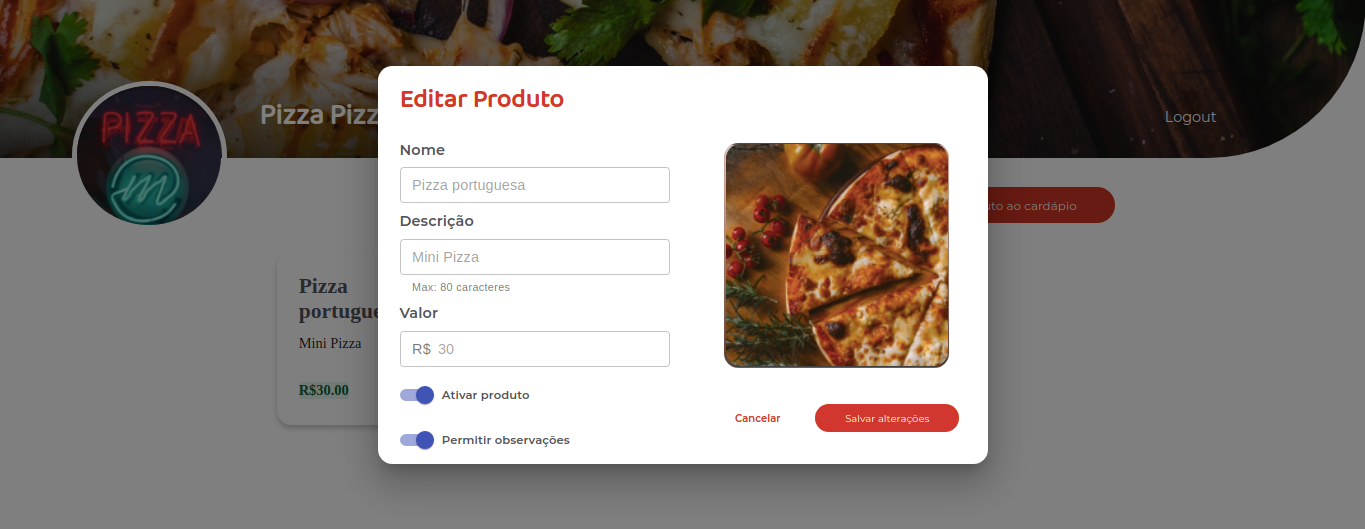 Editar Produto
Pizza Pizz
Logout
PIZZA
m
Nome
Pizza portuguesa
Descrição
Mini Pizza
Max: 80 caracteres
Valor
R$ 30
Ativar produto
Permitir observações
Cancelar
Salvar alterações
to ao cardápio
Pizza
portugue
Mini Pizza
R$30.00